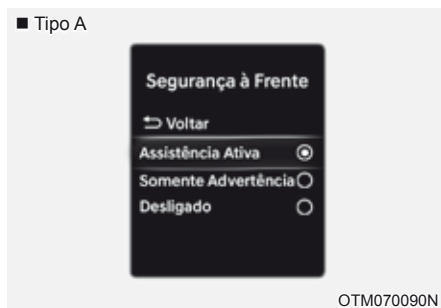 ■ Tipo A
Segurança à Frente
⮌ Voltar
Assistência Ativa
Somente Advertência
Desligado
OTM070090N